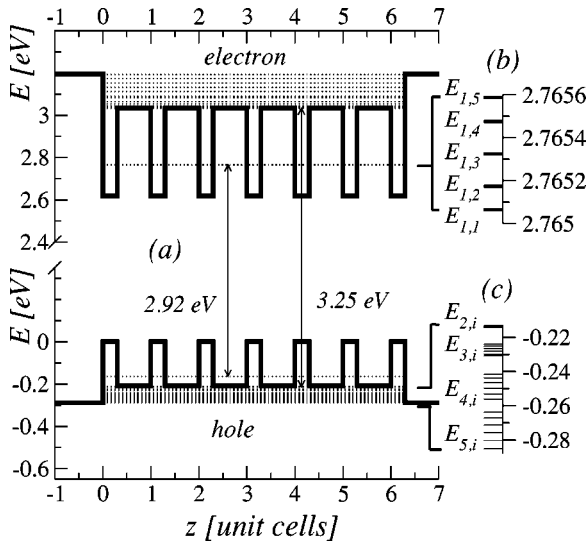 -1 0 1 2 3 4 5 6 7
E [eV]
electron
(b)
3
2.8
2.6
2.4
E1,5
E1,4
E1,3
E1,2
E1,1
2.7656
2.7654
2.7652
2.765
(a)
2.92 eV
3.25 eV
(c)
E [eV]
0
-0.2
-0.4
-0.6
E2,i
E3,i
E4,i
E5,i
-0.22
-0.24
-0.26
-0.28
hole
-1 0 1 2 3 4 5 6 7
z [unit cells]